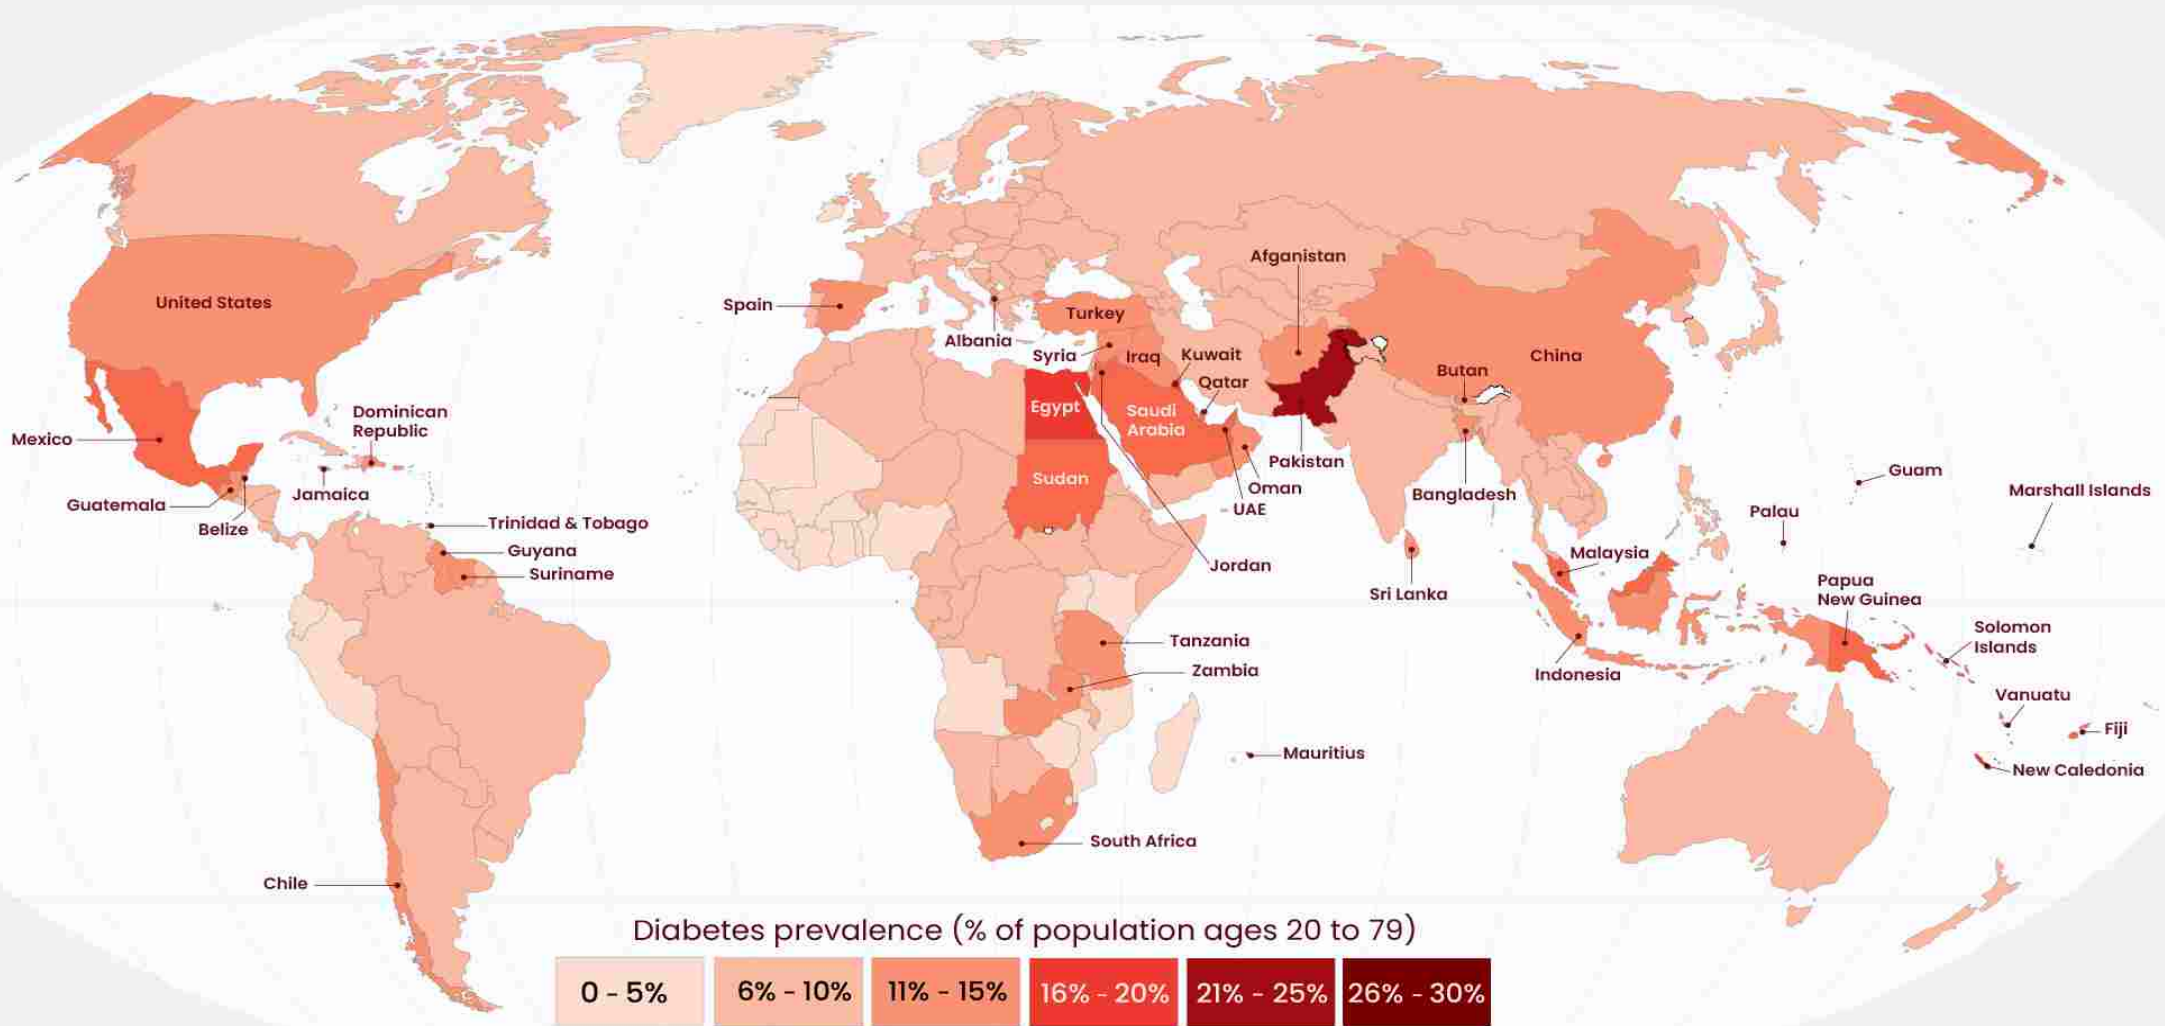 United States
Mexico
Guatemala
Belize
Jamaica
Dominican
Republic
Trinidad & Tobago
Guyana
Suriname
Chile
Spain
Albania
Turkey
Syria
Iraq
Kuwait
Qatar
Egypt
Saudi
Arabia
Sudan
Afganistan
Pakistan
Oman
UAE
Jordan
Tanzania
Zambia
Mauritius
South Africa
China
Butan
Bangladesh
Sri Lanka
Malaysia
Indonesia
Guam
Marshall Islands
Palau
Papua
New Guinea
Solomon
Islands
Vanuatu
Fiji
New Caledonia
Diabetes prevalence (% of population ages 20 to 79)
0 - 5%
6% - 10%
11% - 15%
16% - 20%
21% - 25%
26% - 30%